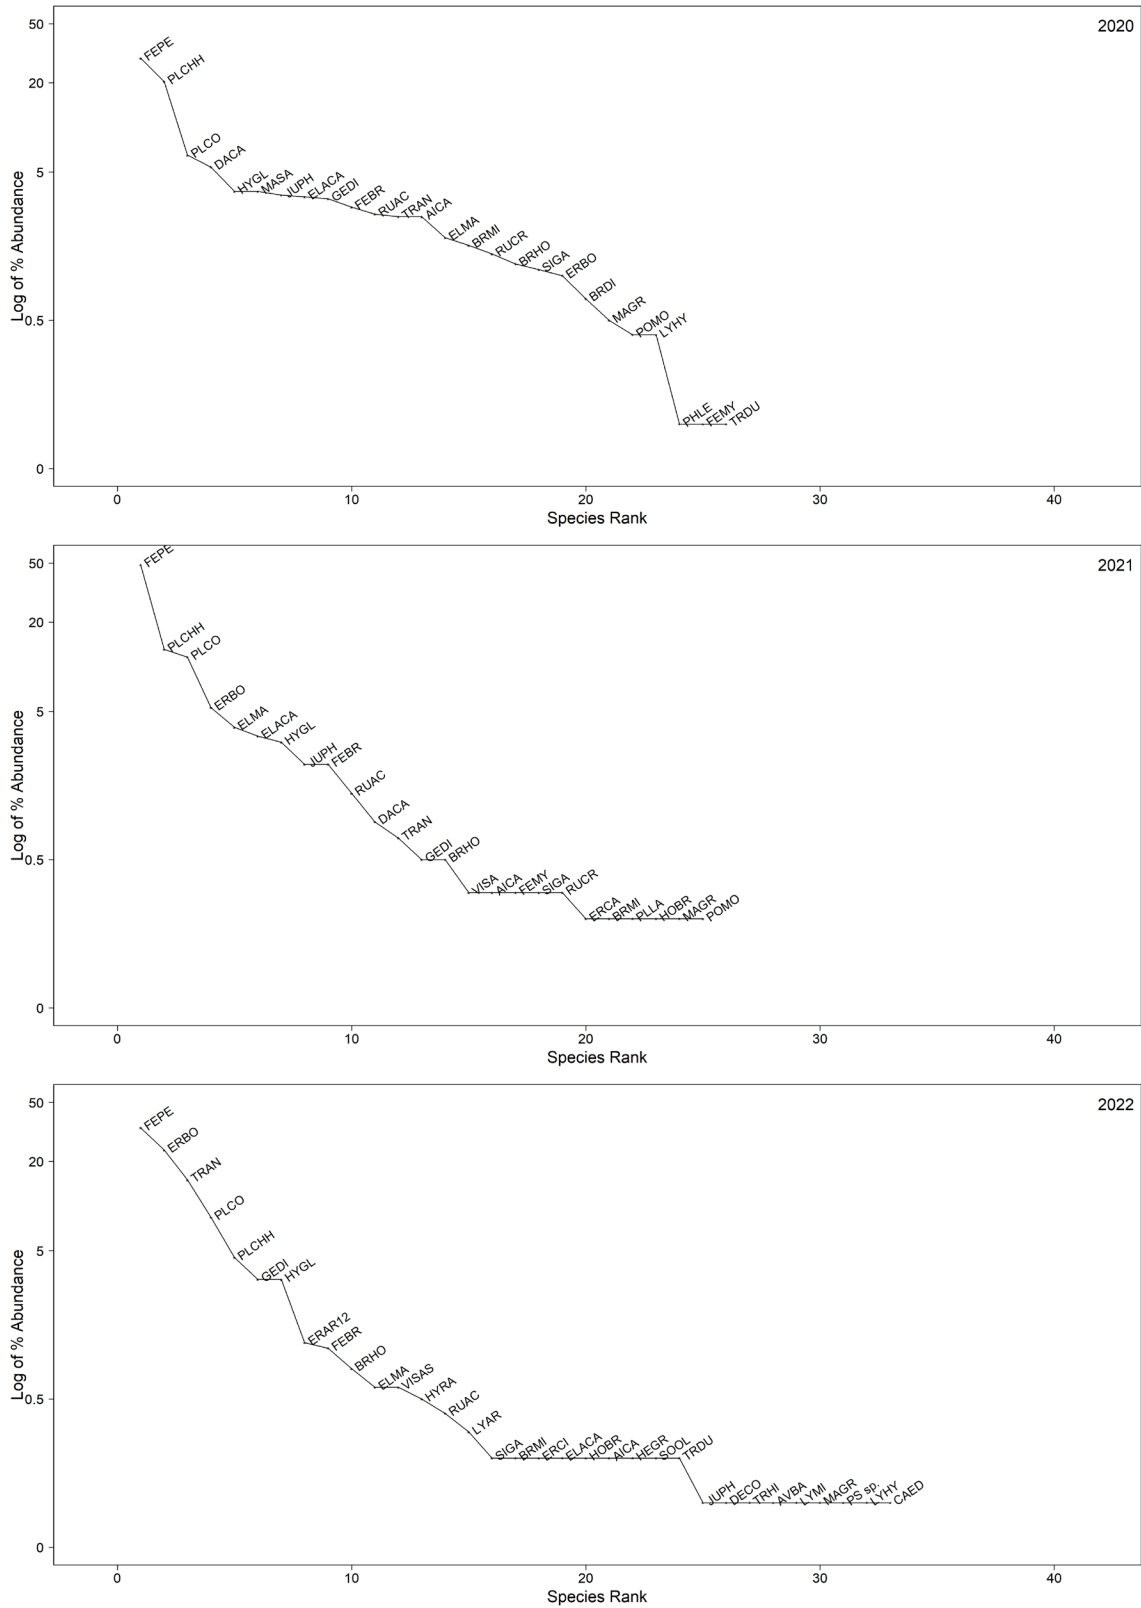 2020
50
20
5
0.5
0
Log of % Abundance
FEPE
PLCHH
PLCO
DACA
HYGL
MASA
JUPH
ELACA
GEDI
FEBR
RUAC
TRAN
AICA
ELMA
BRMI
RUCR
BRHO
SIGA
ERBO
BRDI
MAGR
POMO
LYHY
PHLE
FEMY
TRDU
0 10 20 30 40
Species Rank
2021
50
20
5
0.5
0
Log of % Abundance
FEPE
PLCHH
PLCO
ERBO
ELMA
ELACA
HYGL
JUPH
FEBR
RUAC
DACA
TRAN
GEDI
BRHO
VISA
AICA
FEMY
SIGA
RUCR
ERCA
BRMI
PLLA
HOBR
MAGR
POMO
0 10 20 30 40
Species Rank
2022
50
20
5
0.5
0
Log of % Abundance
FEPE
ERBO
TRAN
PLCO
PLCHH
GEDI
HYGL
ERAR12
FEBR
BRHO
ELMA
VISAS
HYRA
RUAC
LYAR
SIGA
BRMI
ERCI
ELACA
HOBR
AICA
HEGR
SOOL
TRDU
JUPH
DECO
TRHI
AVBA
LYMI
MAGR
PS sp.
LYHY
CAED
0 10 20 30 40
Species Rank